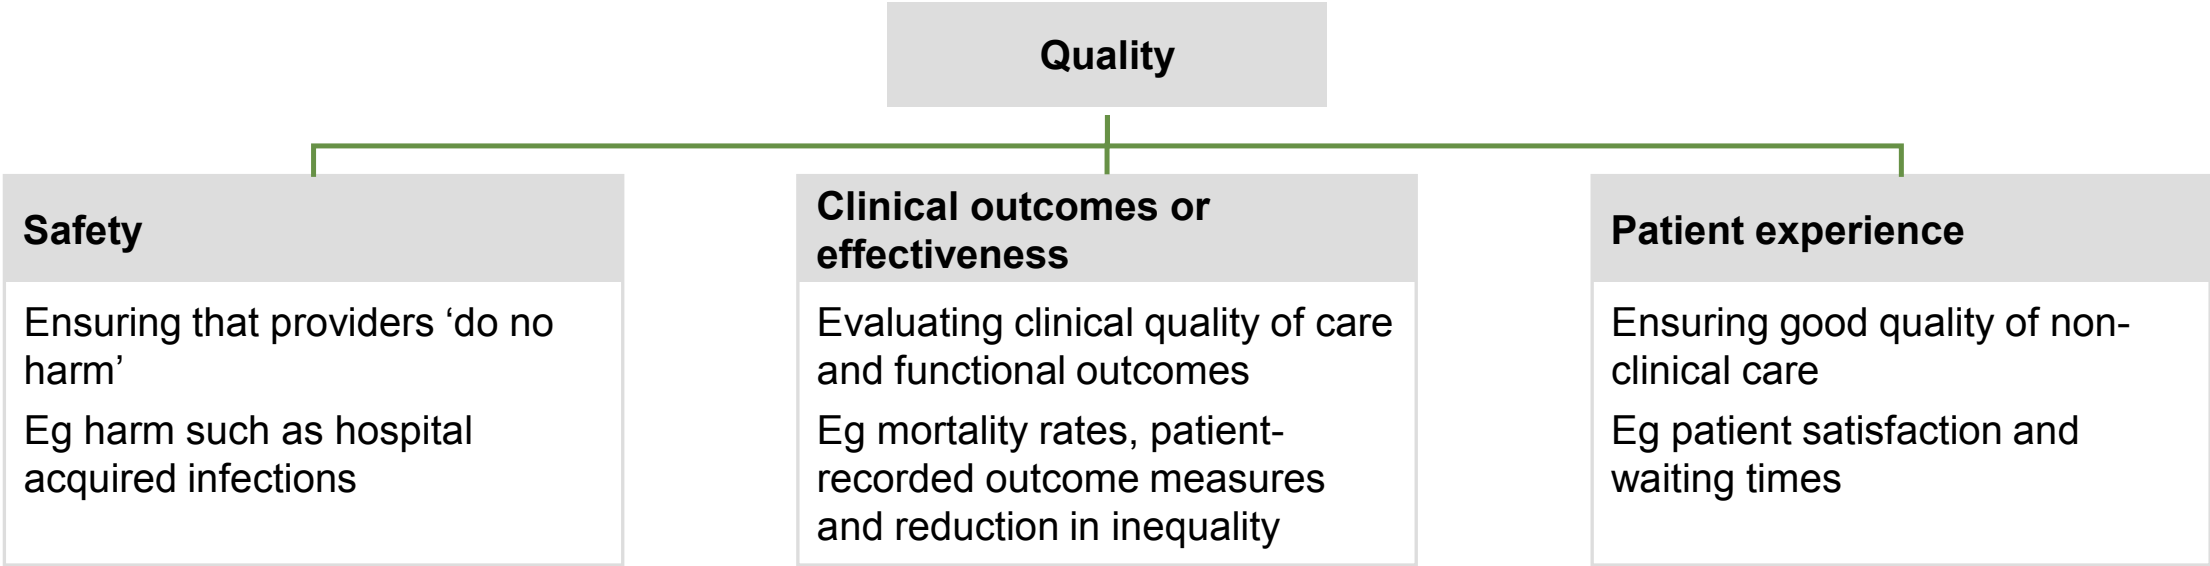 Quality
Safety
Ensuring that providers ‘do no
harm’
Eg harm such as hospital
acquired infections
Clinical outcomes or
effectiveness
Evaluating clinical quality of care
and functional outcomes
Eg mortality rates, patient-
recorded outcome measures
and reduction in inequality
Patient experience
Ensuring good quality of non-
clinical care
Eg patient satisfaction and
waiting times